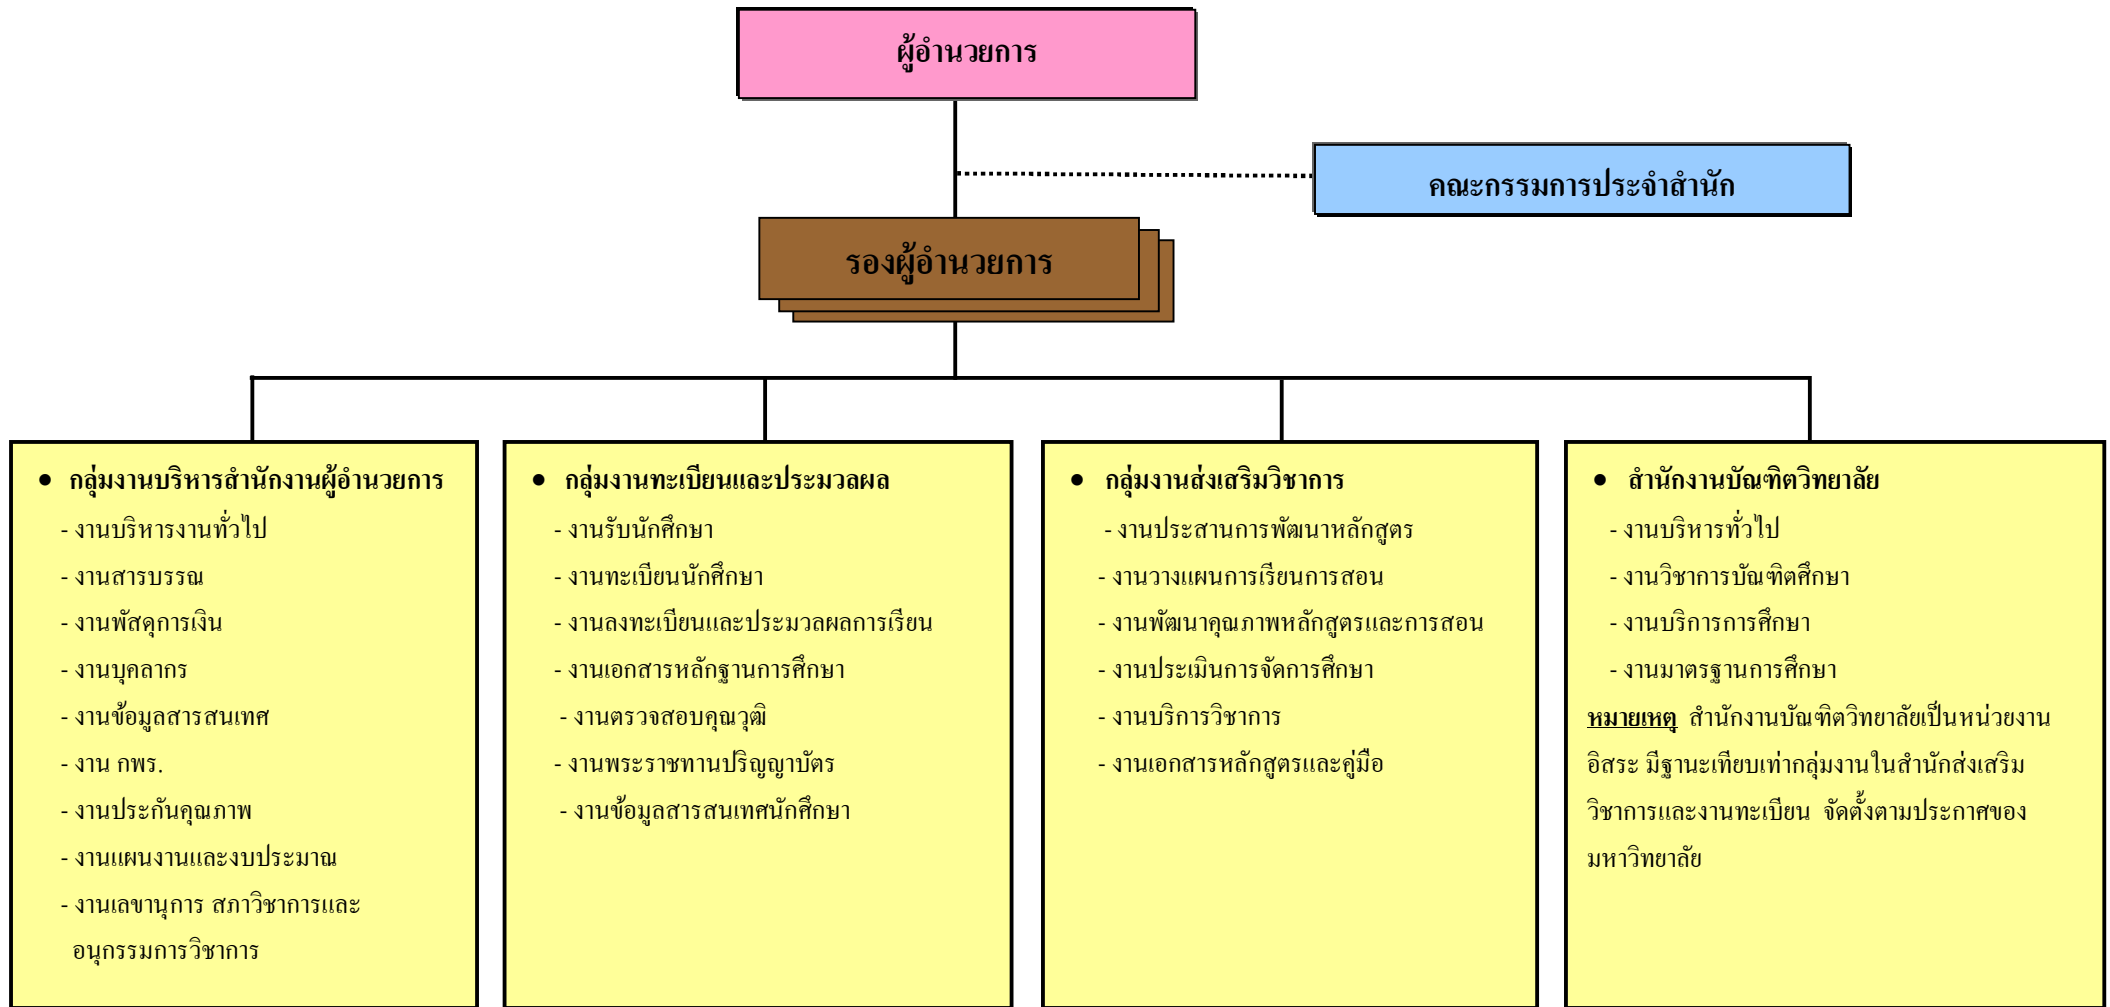 ผู้อำนวยการ
คณะกรรมการประจำสำนัก
รองผู้อำนวยการ
• กลุ่มงานบริหารสำนักงานผู้อำนวยการ
- งานบริหารงานทั่วไป
- งานสารบรรณ
- งานพัสดุการเงิน
- งานบุคลากร
- งานข้อมูลสารสนเทศ
- งาน กพร.
- งานประกันคุณภาพ
- งานแผนงานและงบประมาณ
- งานเลขานุการ สภาวิชาการและ
อนุกรรมการวิชาการ
• กลุ่มงานทะเบียนและประมวลผล
- งานรับนักศึกษา
- งานทะเบียนนักศึกษา
- งานลงทะเบียนและประมวลผลการเรียน
- งานเอกสารหลักฐานการศึกษา
- งานตรวจสอบคุณวุฒิ
- งานพระราชทานปริญญาบัตร
- งานข้อมูลสารสนเทศนักศึกษา
• กลุ่มงานส่งเสริมวิชาการ
- งานประสานการพัฒนาหลักสูตร
- งานวางแผนการเรียนการสอน
- งานพัฒนาคุณภาพหลักสูตรและการสอน
- งานประเมินการจัดการศึกษา
- งานบริการวิชาการ
- งานเอกสารหลักสูตรและคู่มือ
• สำนักงานบัณฑิตวิทยาลัย
- งานบริหารทั่วไป
- งานวิชาการบัณฑิตศึกษา
- งานบริการการศึกษา
- งานมาตรฐานการศึกษา
หมายเหตุ สำนักงานบัณฑิตวิทยาลัยเป็นหน่วยงาน
อิสระ มีฐานะเทียบเท่ากลุ่มงานในสำนักส่งเสริม
วิชาการและงานทะเบียน จัดตั้งตามประกาศของ
มหาวิทยาลัย